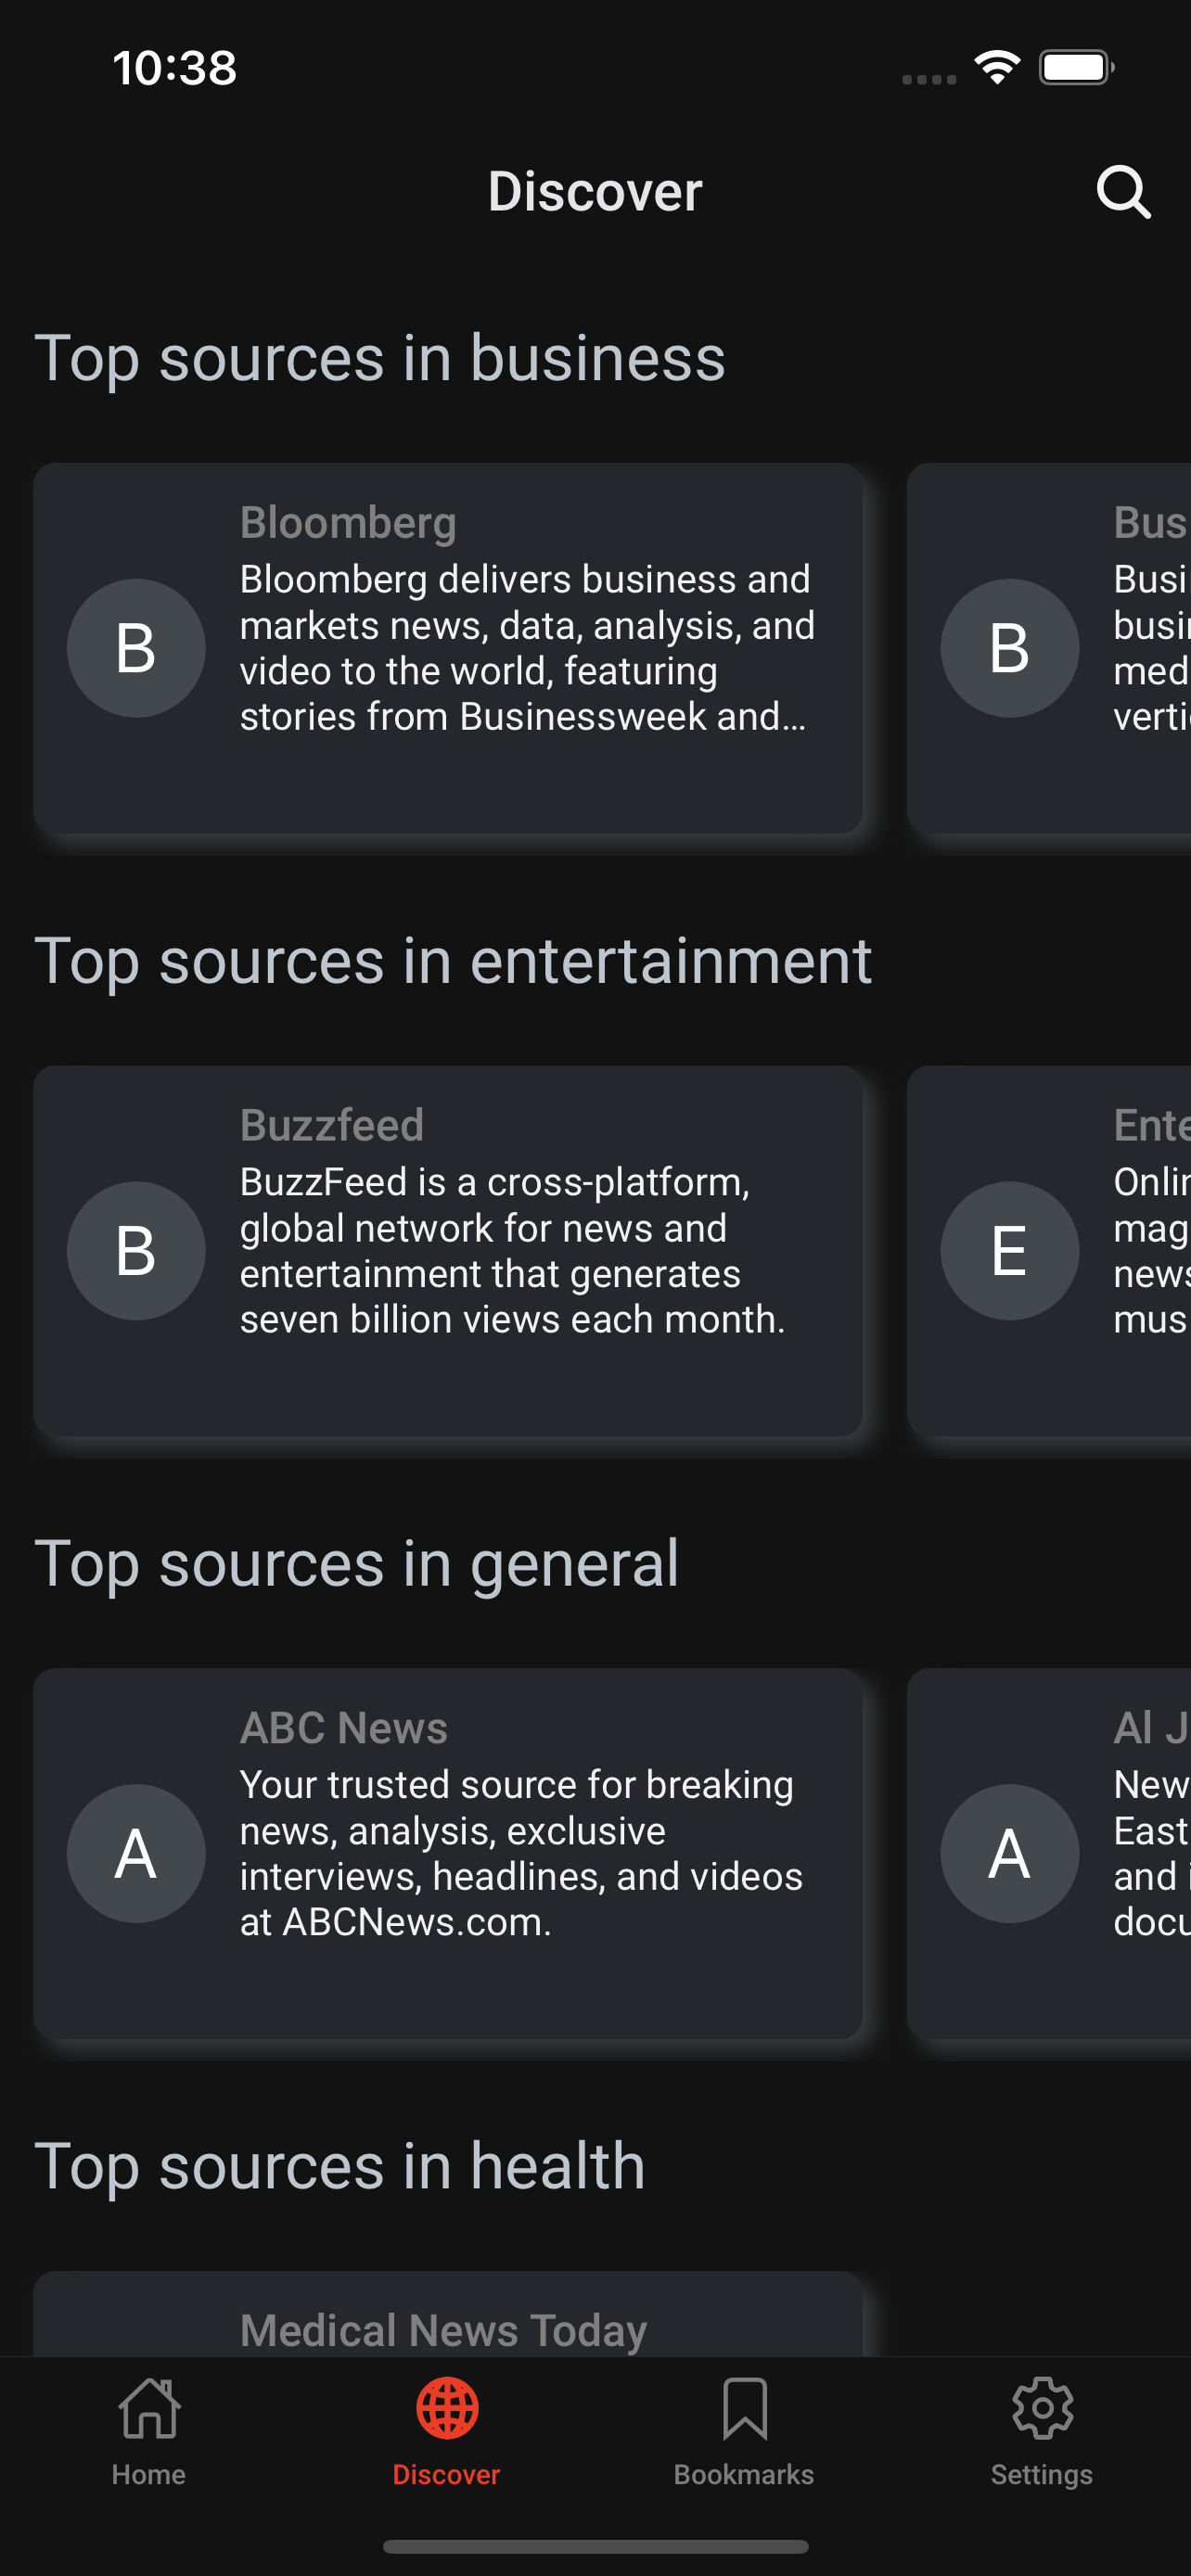 10:38
Discover
Top sources in business
Bloomberg
Bloomberg delivers business and
markets news, data, analysis, and
video to the world, featuring
stories from Businessweek and…
B
Bus
Busi
busi
med
verti
B
Top sources in entertainment
Buzzfeed
BuzzFeed is a cross-platform,
global network for news and
entertainment that generates
seven billion views each month.
B
Ente
Onlin
mag
news
mus
E
Top sources in general
ABC News
Your trusted source for breaking
news, analysis, exclusive
interviews, headlines, and videos
at ABCNews.com.
A
Al J
New
East
and i
docu
A
Top sources in health
Medical News Today
Home
Discover
Bookmarks
Settings